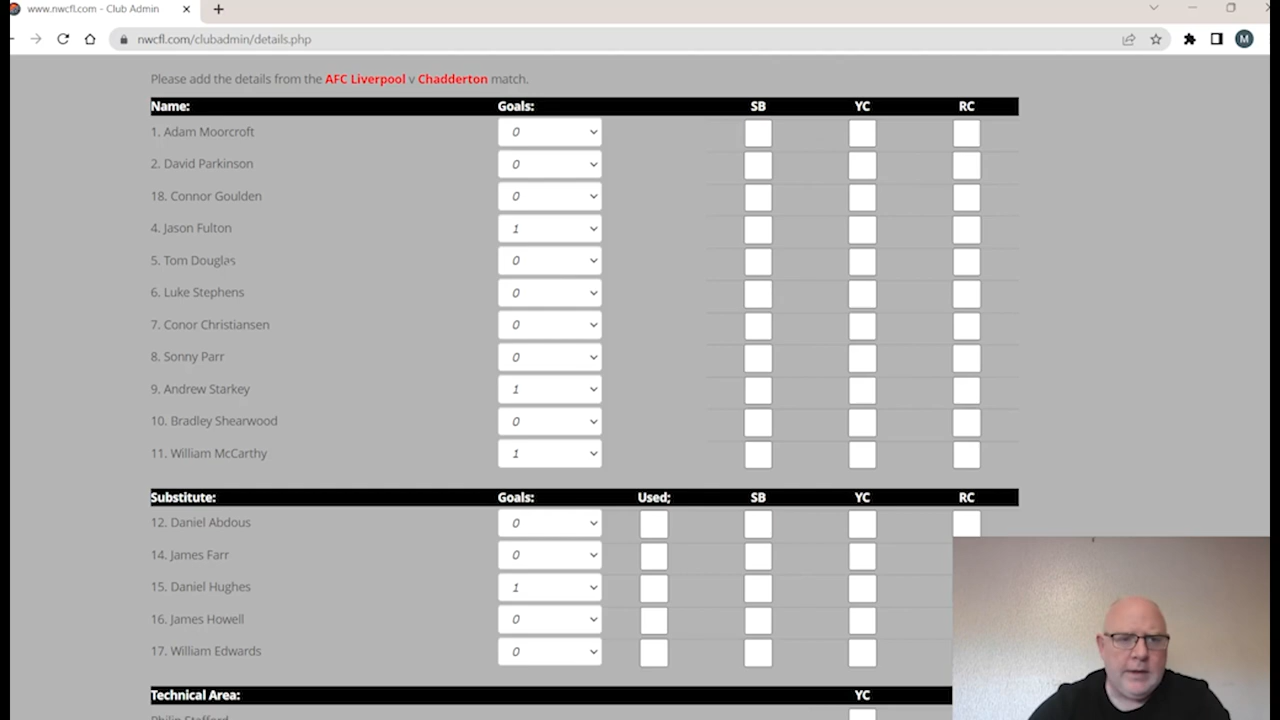 www.nwcfl.com - Club Admin
nwcfl.com/clubadmin/details.php
M
Please add the details from the AFC Liverpool v Chadderton match.
Name: Goals: SB YC RC
1. Adam Moorcroft 0
2. David Parkinson 0
18. Connor Goulden 0
4. Jason Fulton 1
5. Tom Douglas 0
6. Luke Stephens 0
7. Conor Christiansen 0
8. Sonny Parr 0
9. Andrew Starkey 1
10. Bradley Shearwood 0
11. William McCarthy 1
Substitute: Goals: Used; SB YC RC
12. Daniel Abdous 0
14. James Farr 0
15. Daniel Hughes 1
16. James Howell 0
17. William Edwards 0
Technical Area: YC
Philip Stafford